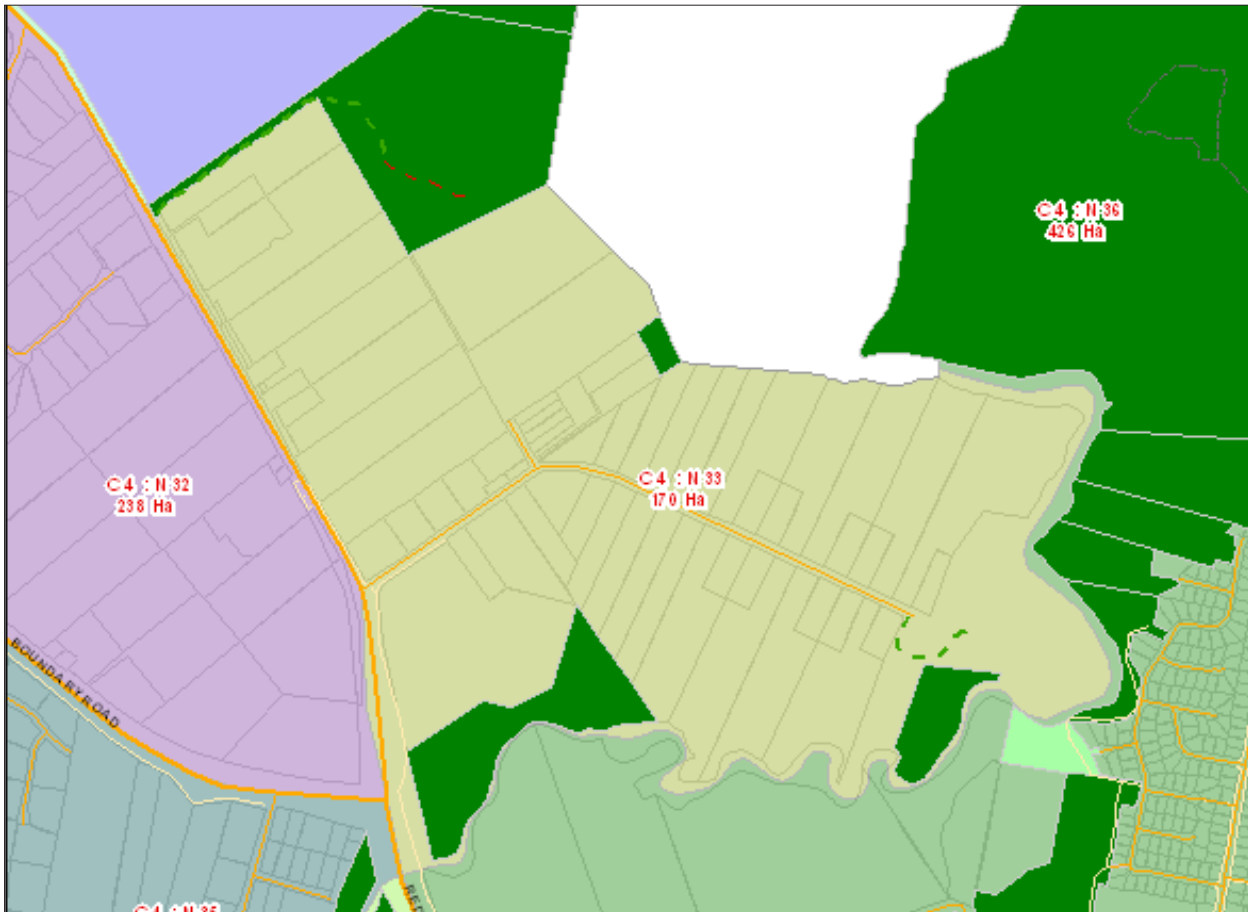 C4 : N36
426 Ha
C4 : N33
170 Ha
C4 : N32
238 Ha
BOUNDARY ROAD